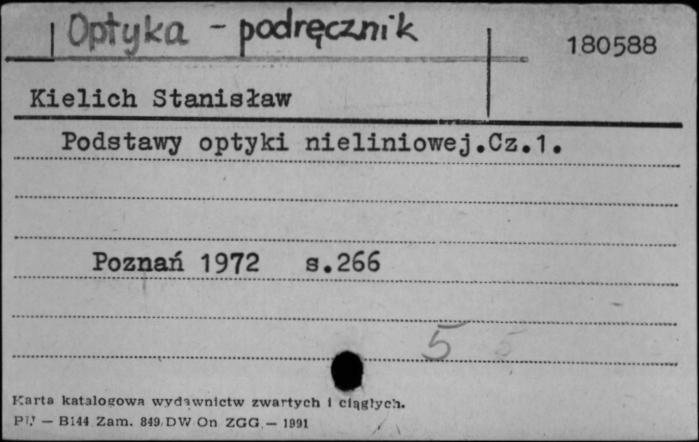 Optyka - podręcznik
180588
Kielich Stanisław
Podstawy optyki nieliniowej.Cz.1.
Poznań 1972 s.266
5 5
Karta katalogowa wydawnictw zwartych i ciągłych.
PU — B144 Zam. 849 DW On ZGG — 1991